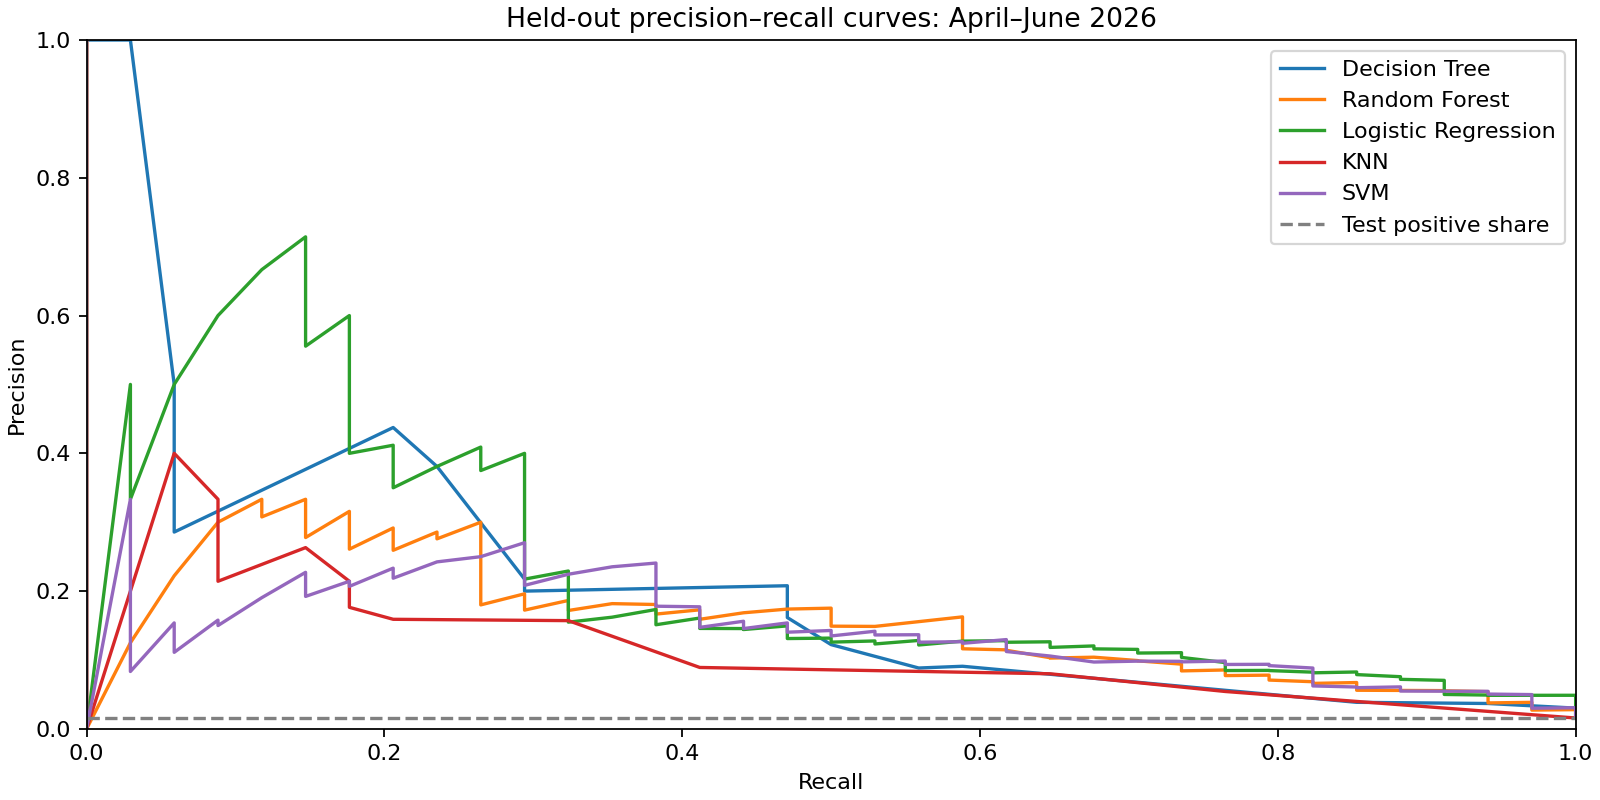 Held-out precision–recall curves: April–June 2026
1.0
0.8
0.6
0.4
0.2
0.0
Precision
Decision Tree
Random Forest
Logistic Regression
KNN
SVM
Test positive share
0.0 0.2 0.4 0.6 0.8 1.0
Recall